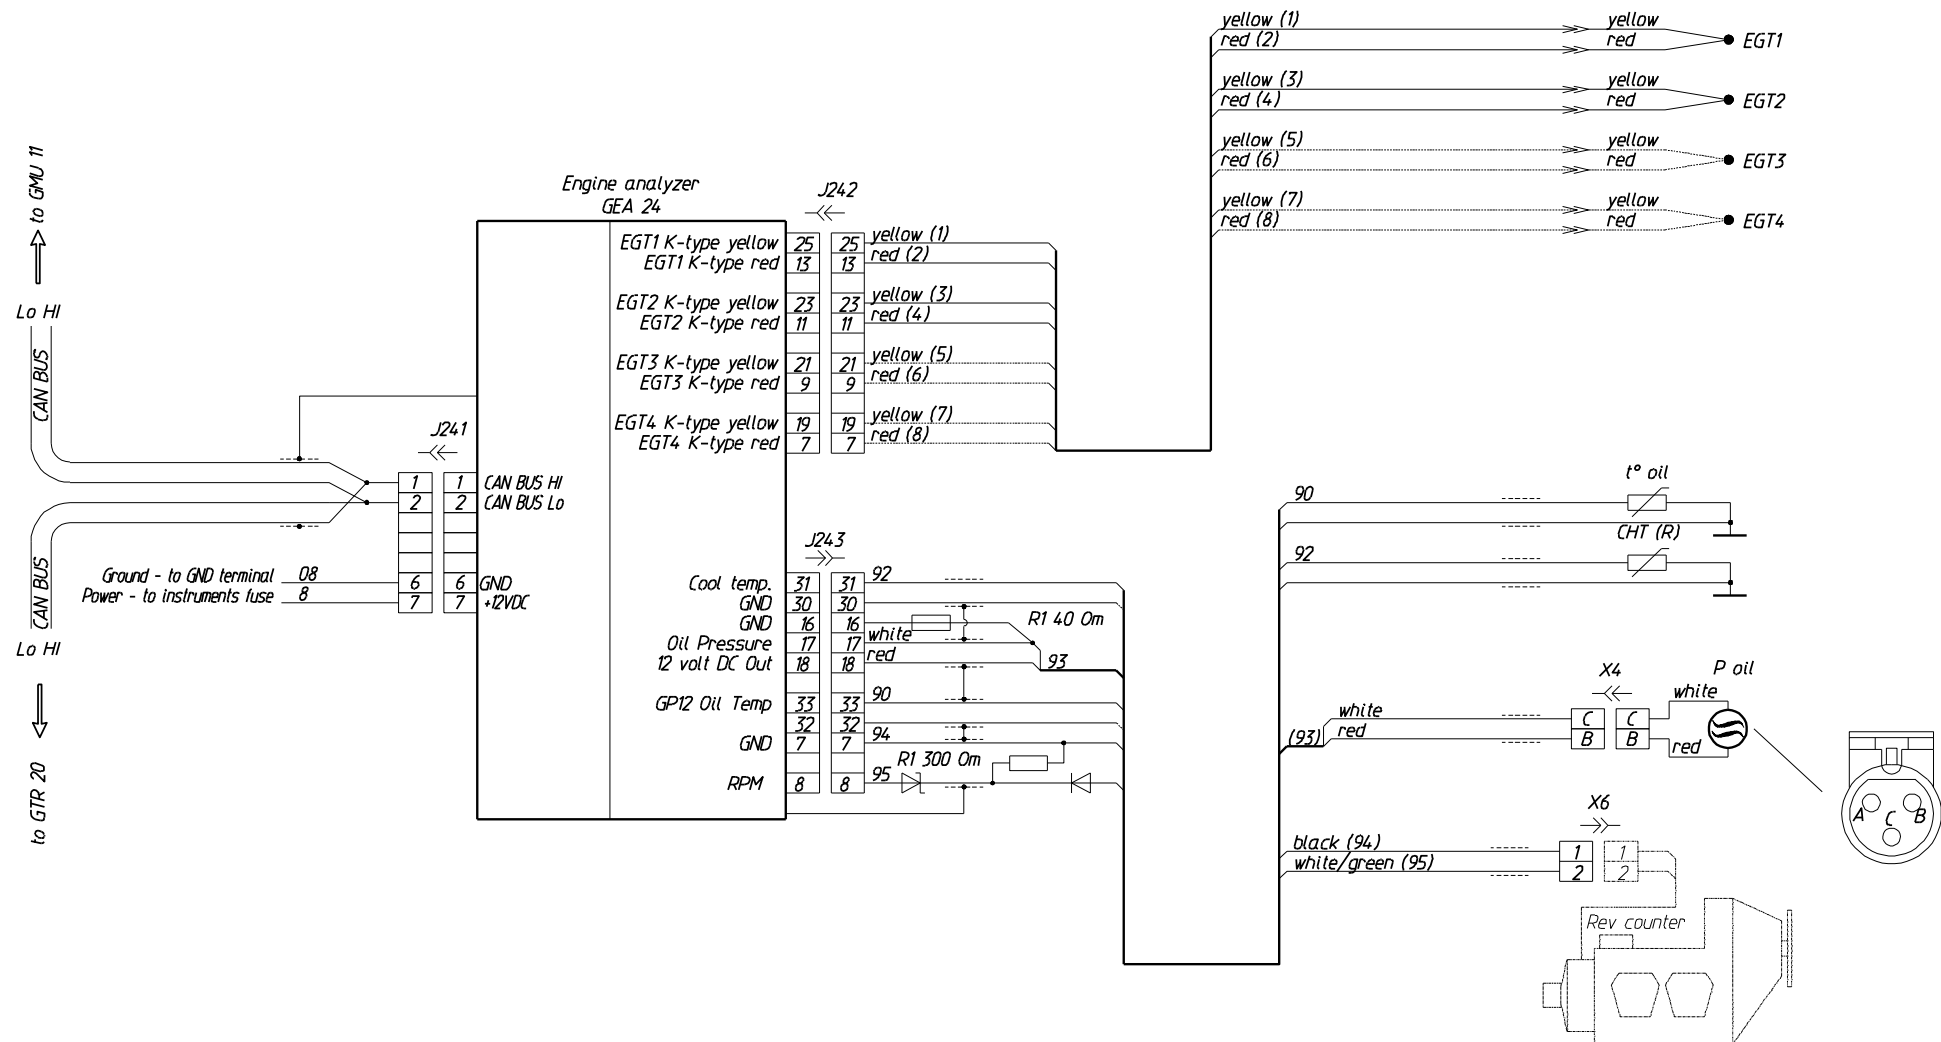 yellow (1)
yellow
red (2)
red
EGT1
yellow (3)
yellow
red (4)
red
EGT2
yellow (5)
yellow
red (6)
red
EGT3
yellow (7)
yellow
red (8)
red
EGT4
to GMU 11
Lo HI
CAN BUS
CAN BUS
Lo HI
to GTR 20
Engine analyzer
GEA 24
J242
EGT1 K-type yellow 25 25 yellow (1)
EGT1 K-type red 13 13 red (2)
EGT2 K-type yellow 23 23 yellow (3)
EGT2 K-type red 11 11 red (4)
EGT3 K-type yellow 21 21 yellow (5)
EGT3 K-type red 9 9 red (6)
EGT4 K-type yellow 19 19 yellow (7)
EGT4 K-type red 7 7 red (8)
J241
1 1 CAN BUS HI
2 2 CAN BUS Lo
Ground - to GND terminal 08 6 6 GND
Power - to instruments fuse 8 7 7 +12VDC
J243
Cool temp. 31 31 92
GND 30 30
GND 16 16 R1 40 Om
Oil Pressure 17 17 white
12 volt DC Out 18 18 red 93
GP12 Oil Temp 33 33 90
32 32
GND 7 7 94
R1 300 Om
RPM 8 8 95
t° oil
90
CHT (R)
92
X4
P oil
white
(93) white C C
red B B
red
A C B
X6
black (94) 1 1
white/green (95) 2 2
Rev counter